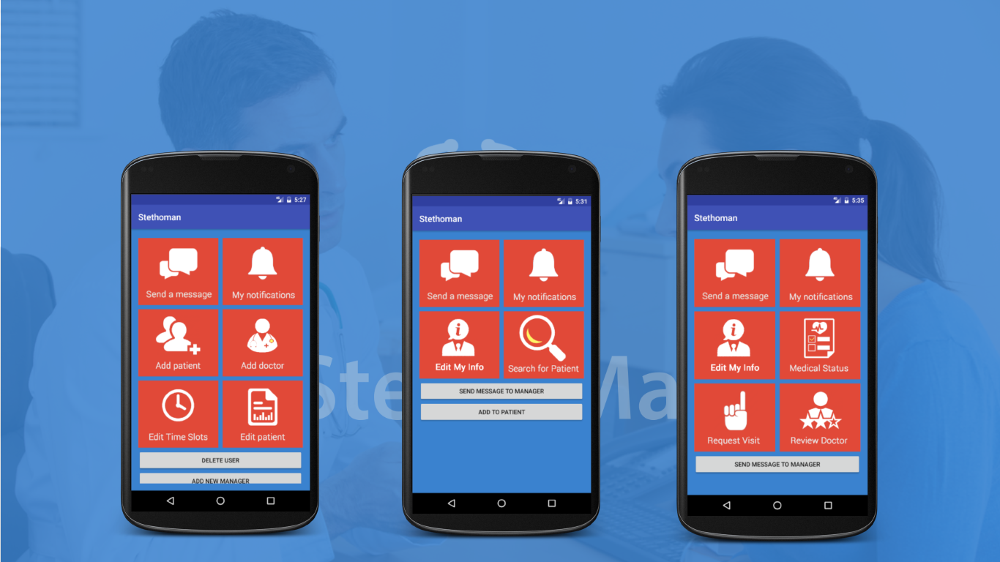 5:27
Stethoman
Send a message
My notifications
Add patient
Add doctor
Edit Time Slots
Edit patient
DELETE USER
ADD NEW MANAGER
5:31
Stethoman
Send a message
My notifications
Edit My Info
Search for Patient
SEND MESSAGE TO MANAGER
ADD TO PATIENT
5:35
Stethoman
Send a message
My notifications
Edit My Info
Medical Status
Request Visit
Review Doctor
SEND MESSAGE TO MANAGER
Ste
Ma